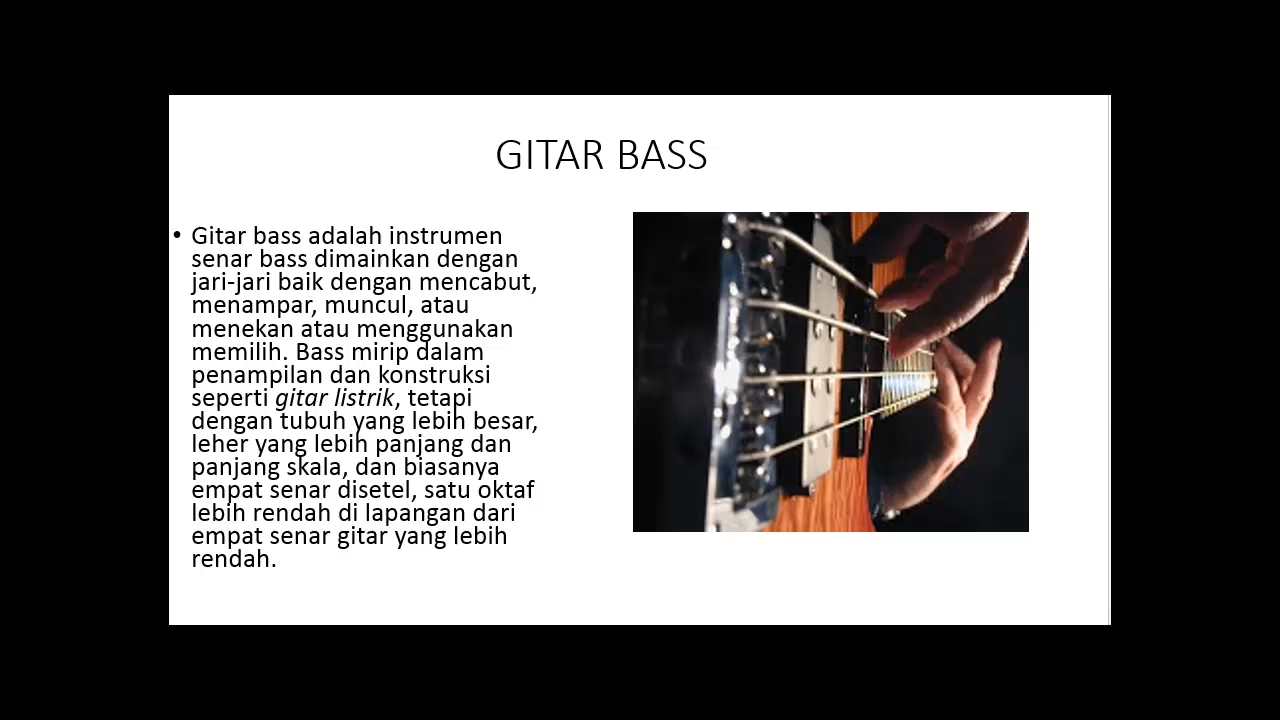 GITAR BASS
• Gitar bass adalah instrumen
senar bass dimainkan dengan
jari-jari baik dengan mencabut,
menampar, muncul, atau
menekan atau menggunakan
memilih. Bass mirip dalam
penampilan dan konstruksi
seperti gitar listrik, tetapi
dengan tubuh yang lebih besar,
leher yang lebih panjang dan
panjang skala, dan biasanya
empat senar disetel, satu oktaf
lebih rendah di lapangan dari
empat senar gitar yang lebih
rendah.